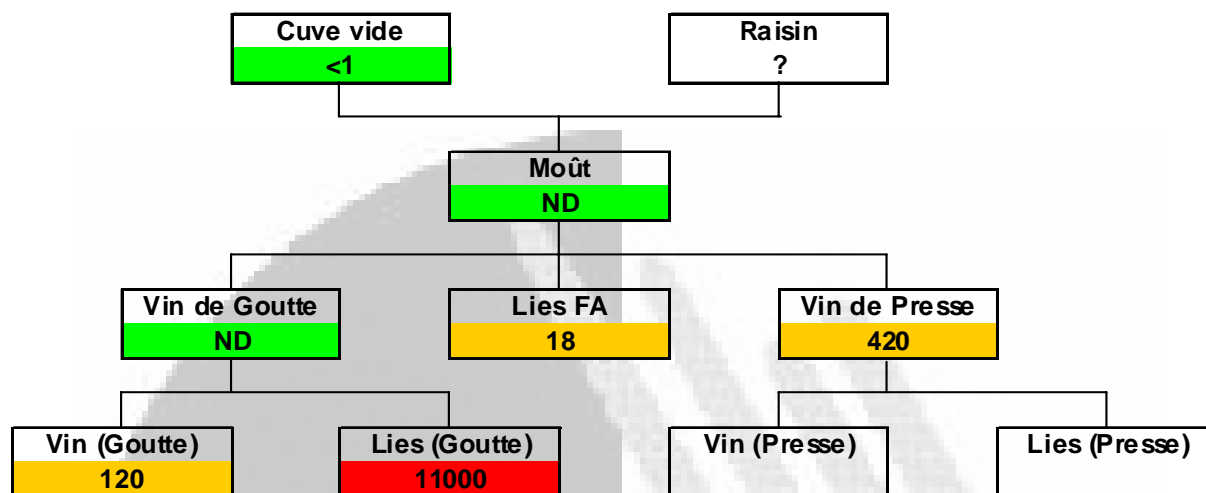 Cuve vide
<1
Raisin
?
Moût
ND
Vin de Goutte
ND
Lies FA
18
Vin de Presse
420
Vin (Goutte)
120
Lies (Goutte)
11000
Vin (Presse)
Lies (Presse)